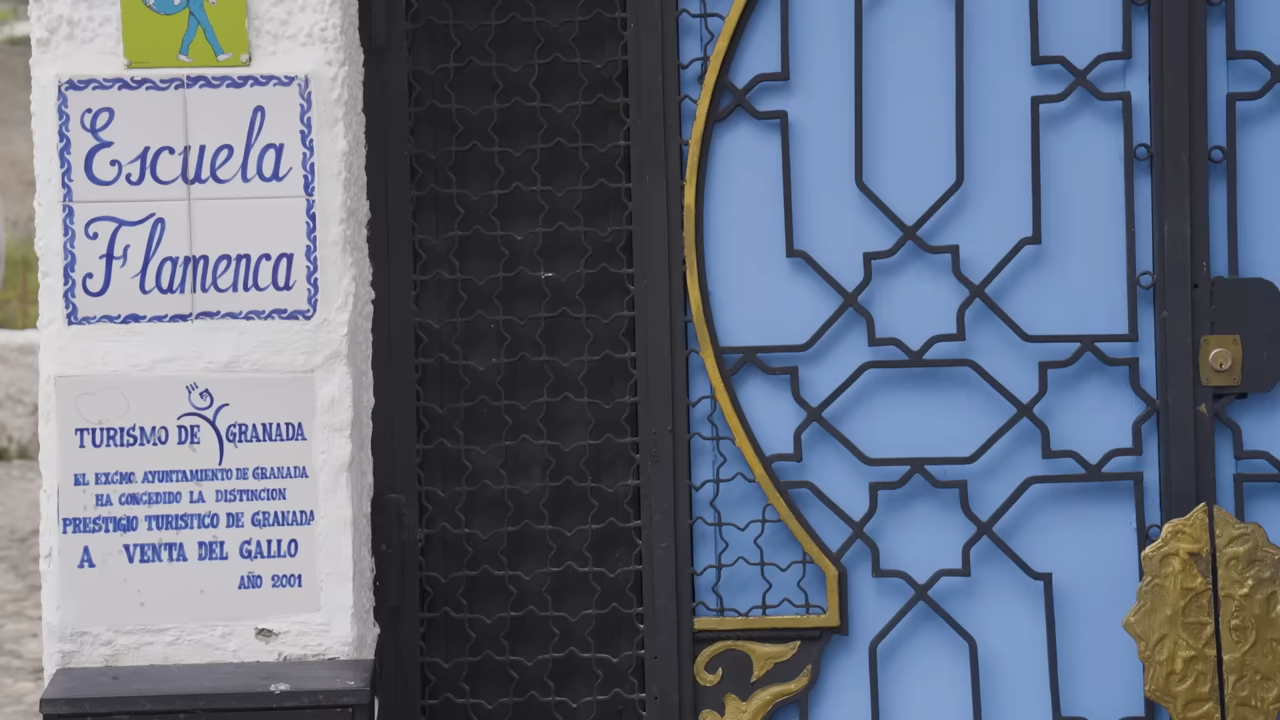 Escuela
Flamenca
TURISMO DE GRANADA
EL EXCMO. AYUNTAMIENTO DE GRANADA
HA CONCEDIDO LA DISTINCION
PRESTIGIO TURISTICO DE GRANADA
A VENTA DEL GALLO
AÑO 2001